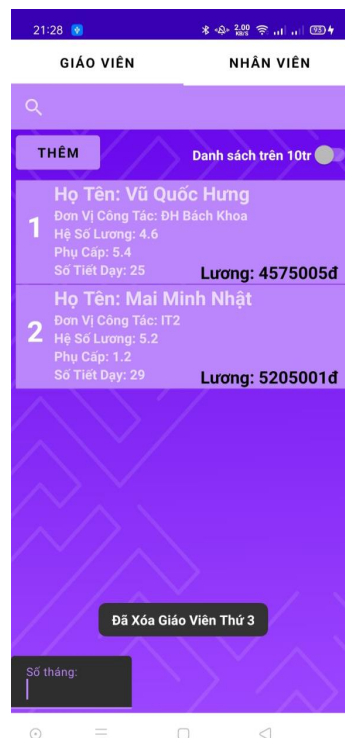 21:28
2.00 KB/S
93
GIÁO VIÊN
NHÂN VIÊN
THÊM
Danh sách trên 10tr
1
Họ Tên: Vũ Quốc Hưng
Đơn Vị Công Tác: ĐH Bách Khoa
Hệ Số Lương: 4.6
Phụ Cấp: 5.4
Số Tiết Dạy: 25
Lương: 4575005đ
2
Họ Tên: Mai Minh Nhật
Đơn Vị Công Tác: IT2
Hệ Số Lương: 5.2
Phụ Cấp: 1.2
Số Tiết Dạy: 29
Lương: 5205001đ
Đã Xóa Giáo Viên Thứ 3
Số tháng: